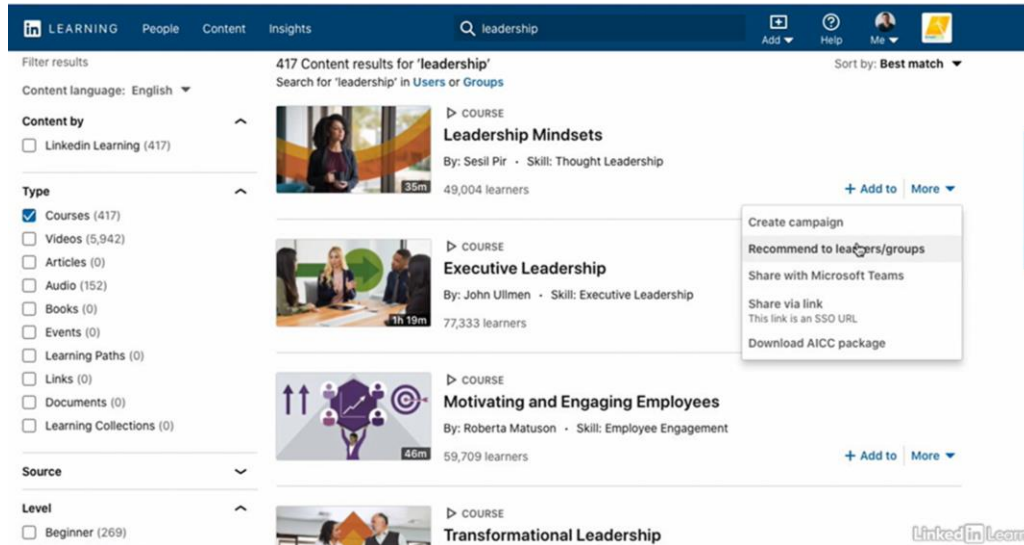 in LEARNING People Content Insights leadership Add Help Me
Filter results
Content language: English
Content by
Linkedin Learning (417)
Type
Courses (417)
Videos (5,942)
Articles (0)
Audio (152)
Books (0)
Events (0)
Learning Paths (0)
Links (0)
Documents (0)
Learning Collections (0)
Source
Level
Beginner (269)
417 Content results for 'leadership'
Sort by: Best match
Search for 'leadership' in Users or Groups
COURSE
Leadership Mindsets
By: Sesil Pir · Skill: Thought Leadership
35m
49,004 learners
+ Add to More
Create campaign
Recommend to learners/groups
Share with Microsoft Teams
Share via link
This link is an SSO URL
Download AICC package
COURSE
Executive Leadership
By: John Ullmen · Skill: Executive Leadership
1h 19m
77,333 learners
COURSE
Motivating and Engaging Employees
By: Roberta Matuson · Skill: Employee Engagement
46m
59,709 learners
+ Add to More
COURSE
Transformational Leadership
Linked in Learn